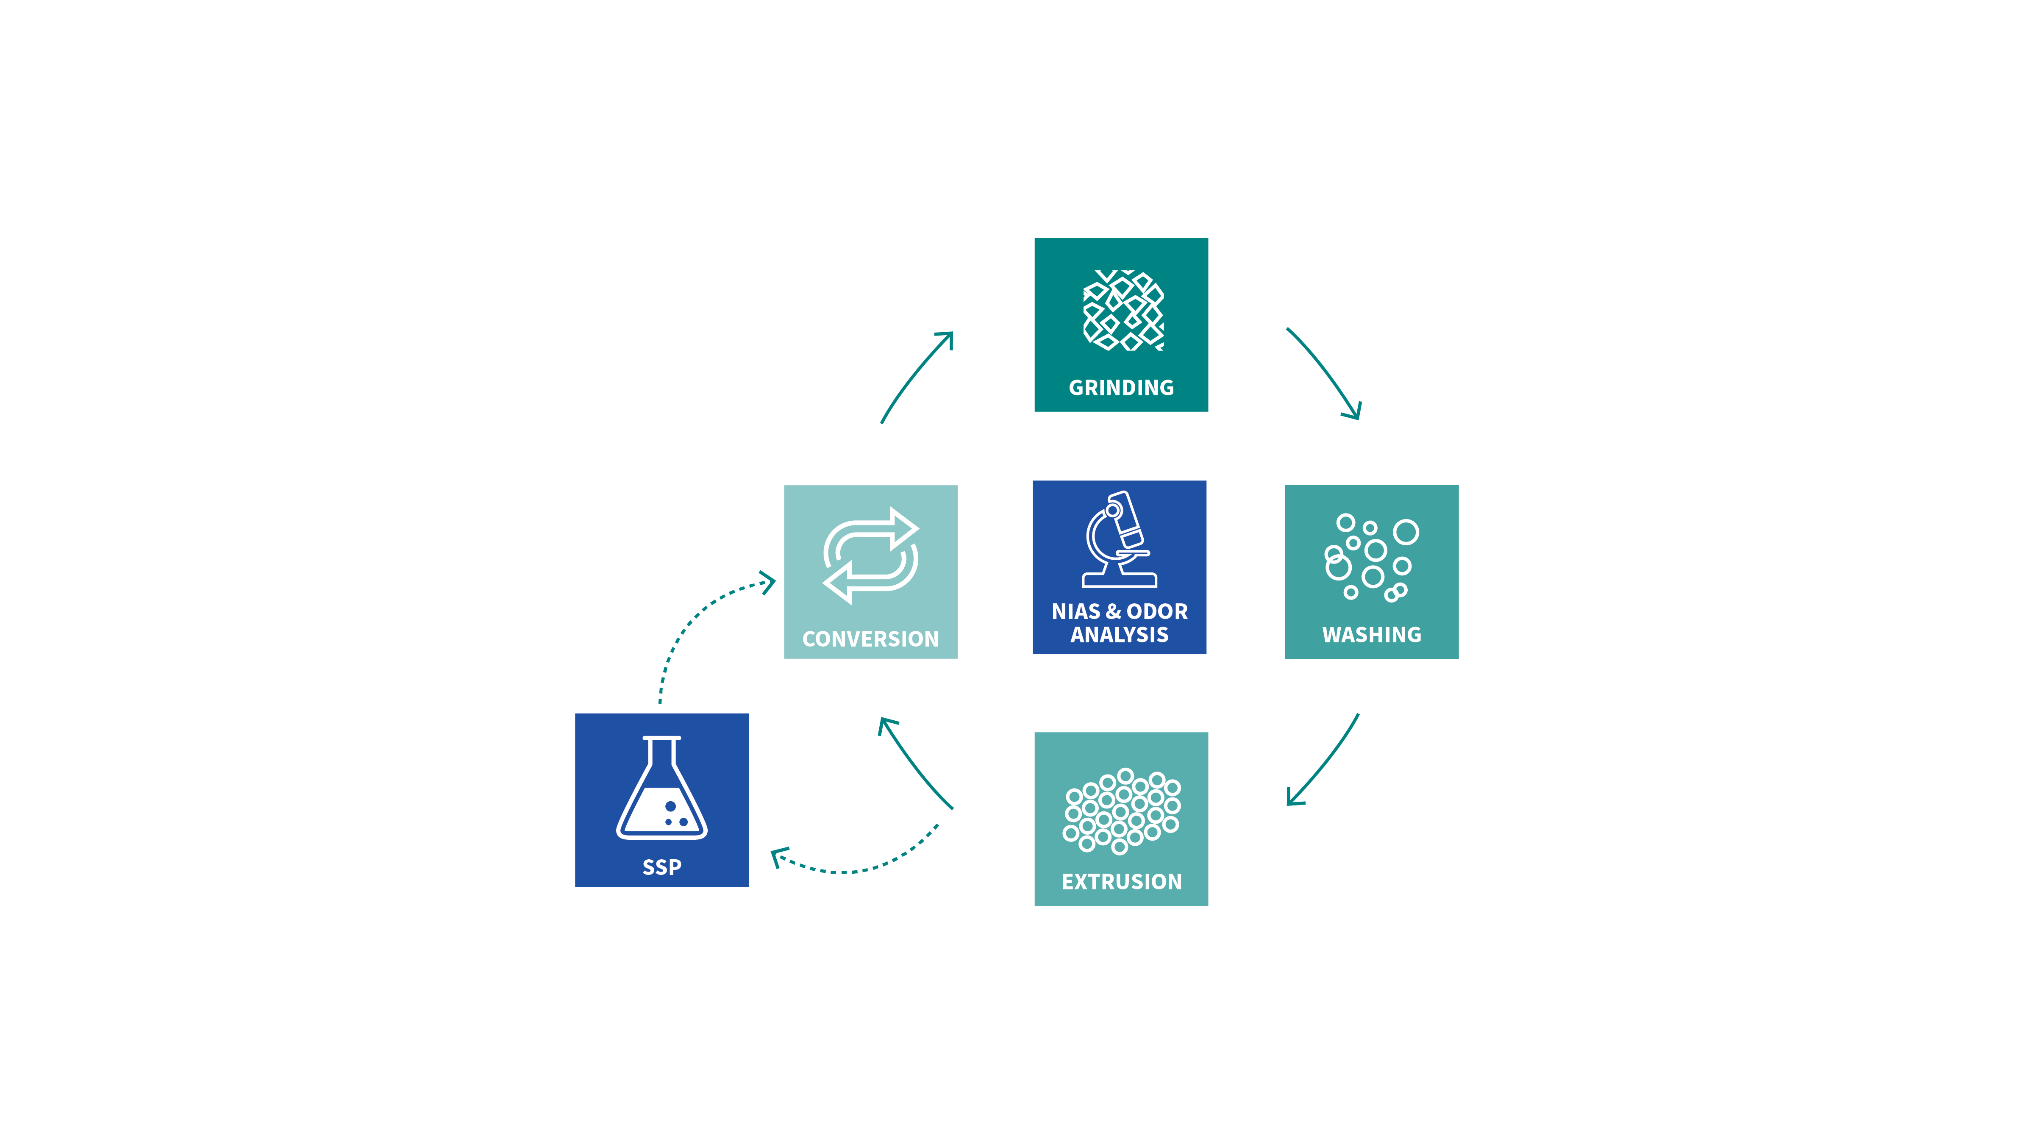 GRINDING
CONVERSION
NIAS & ODOR
ANALYSIS
WASHING
SSP
EXTRUSION